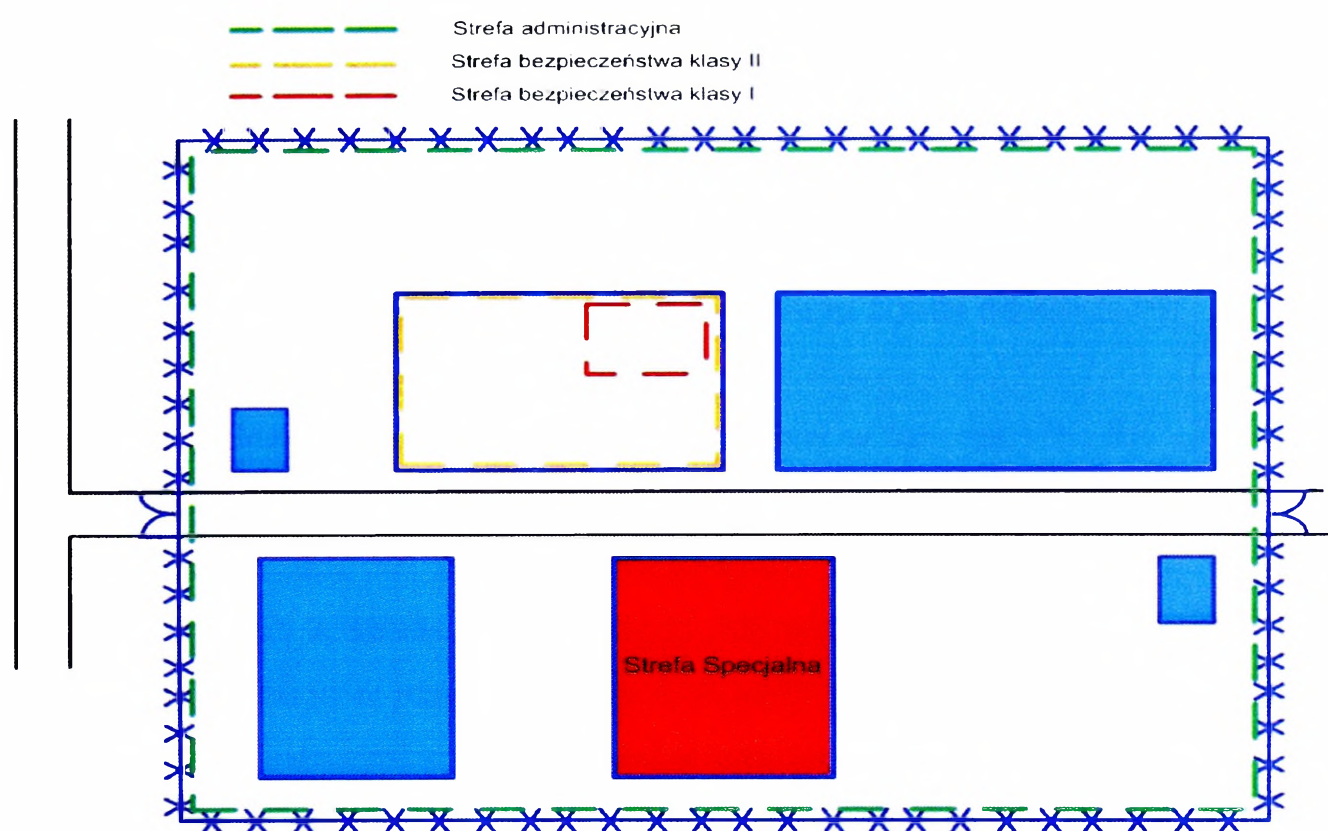 Strefa administracyjna
Strefa bezpieczeństwa klasy II
Strefa bezpieczeństwa klasy I
Strefa Specjalna